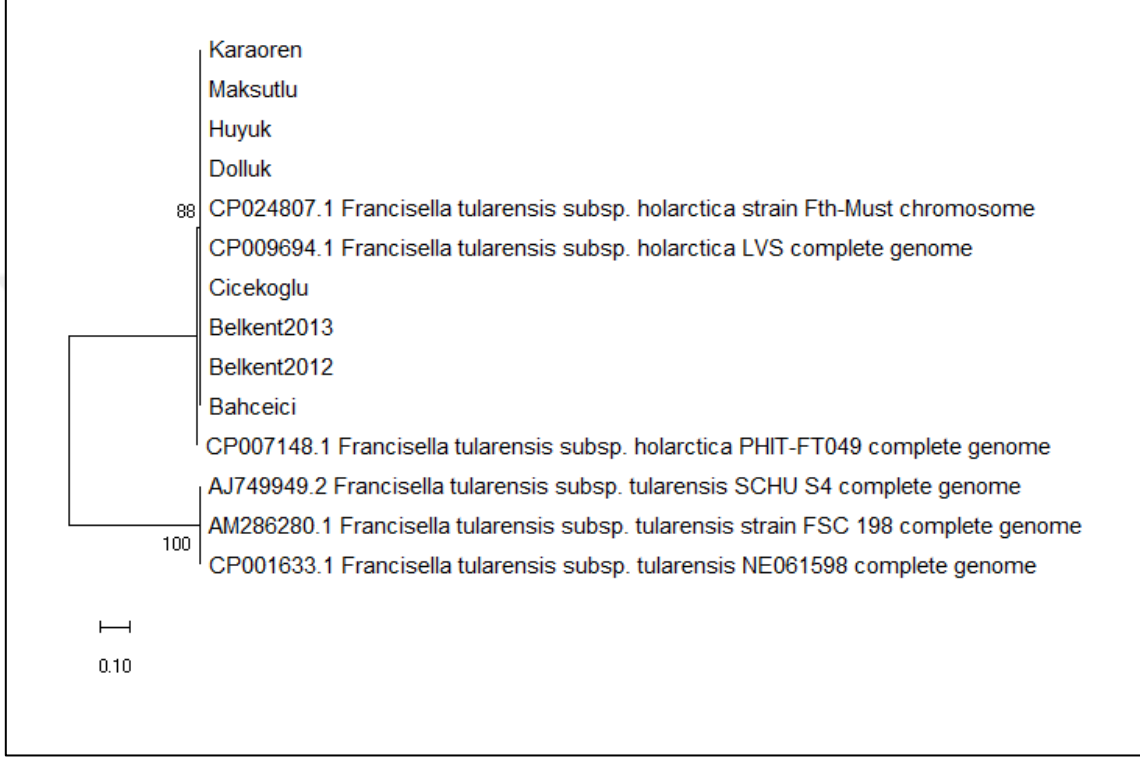 Karaoren
Maksutlu
Huyuk
Dolluk
88
CP024807.1 Francisella tularensis subsp. holarctica strain Fth-Must chromosome
CP009694.1 Francisella tularensis subsp. holarctica LVS complete genome
Cicekoglu
Belkent2013
Belkent2012
Bahceici
CP007148.1 Francisella tularensis subsp. holarctica PHIT-FT049 complete genome
AJ749949.2 Francisella tularensis subsp. tularensis SCHU S4 complete genome
AM286280.1 Francisella tularensis subsp. tularensis strain FSC 198 complete genome
100
CP001633.1 Francisella tularensis subsp. tularensis NE061598 complete genome
0.10